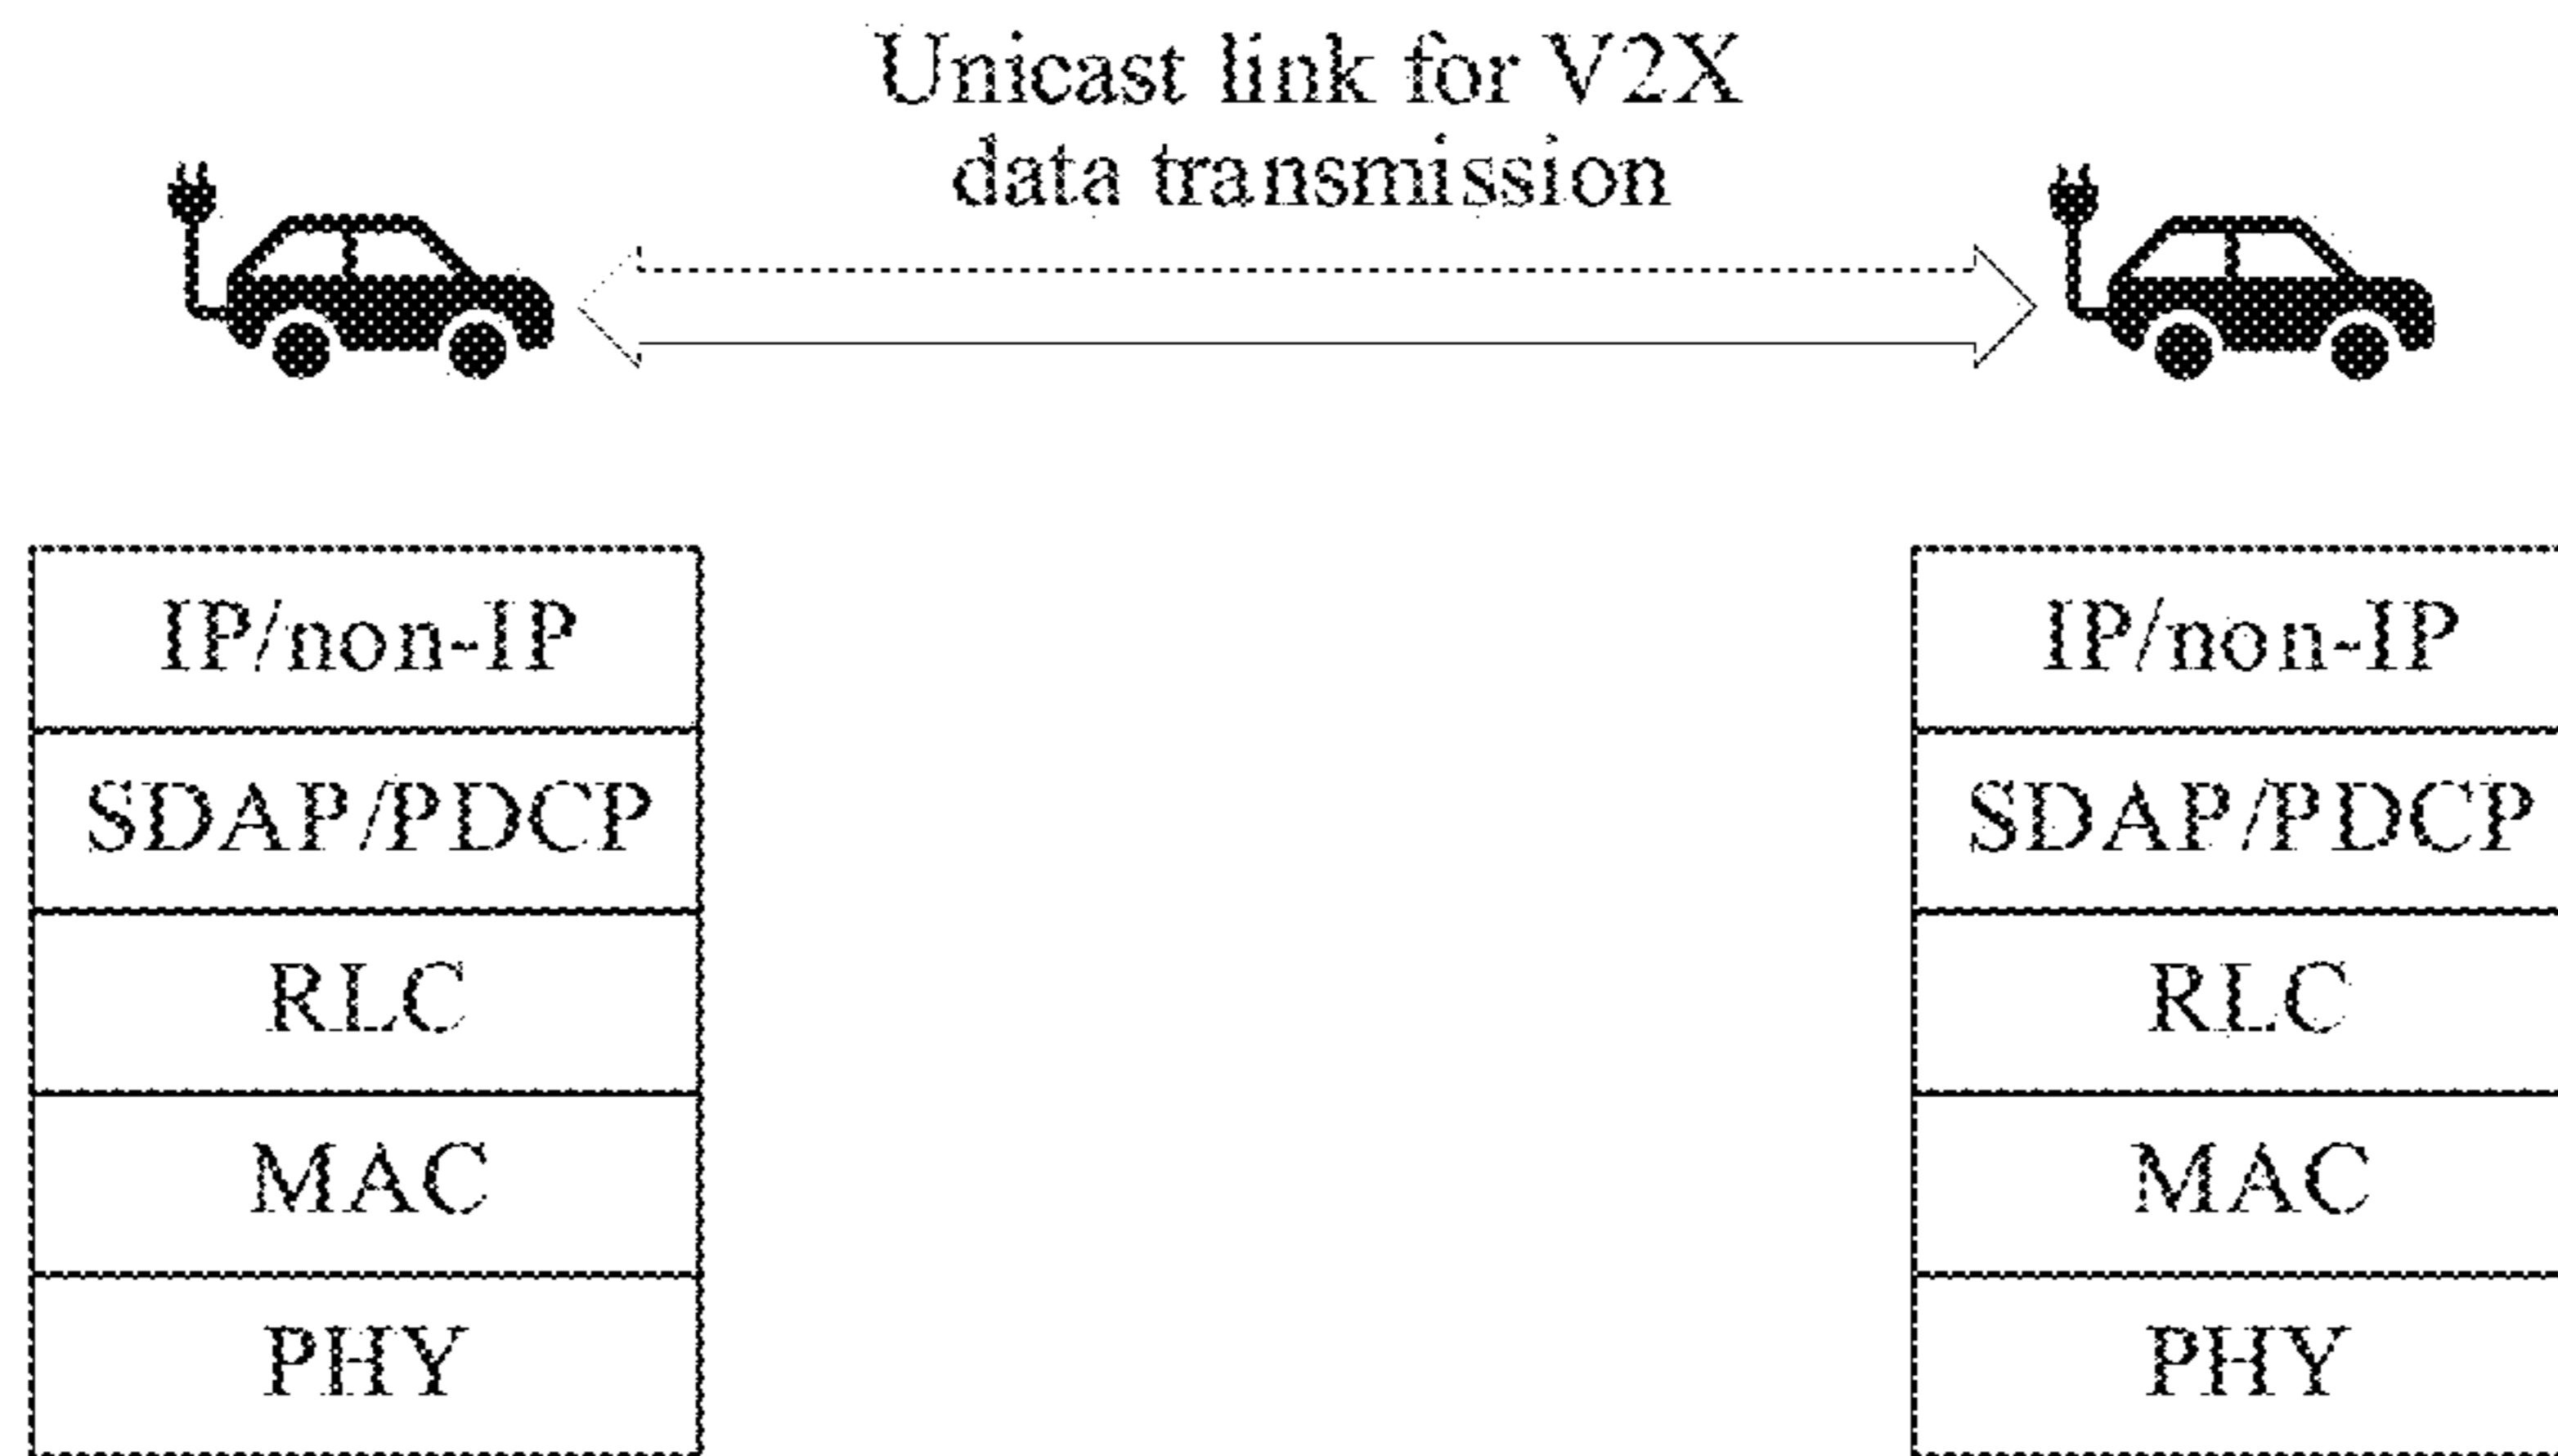 Unicast link for V2X
data transmission
IP/non-IP
SDAP/PDCP
RLC
MAC
PHY
IP/non-IP
SDAP/PDCP
RLC
MAC
PHY